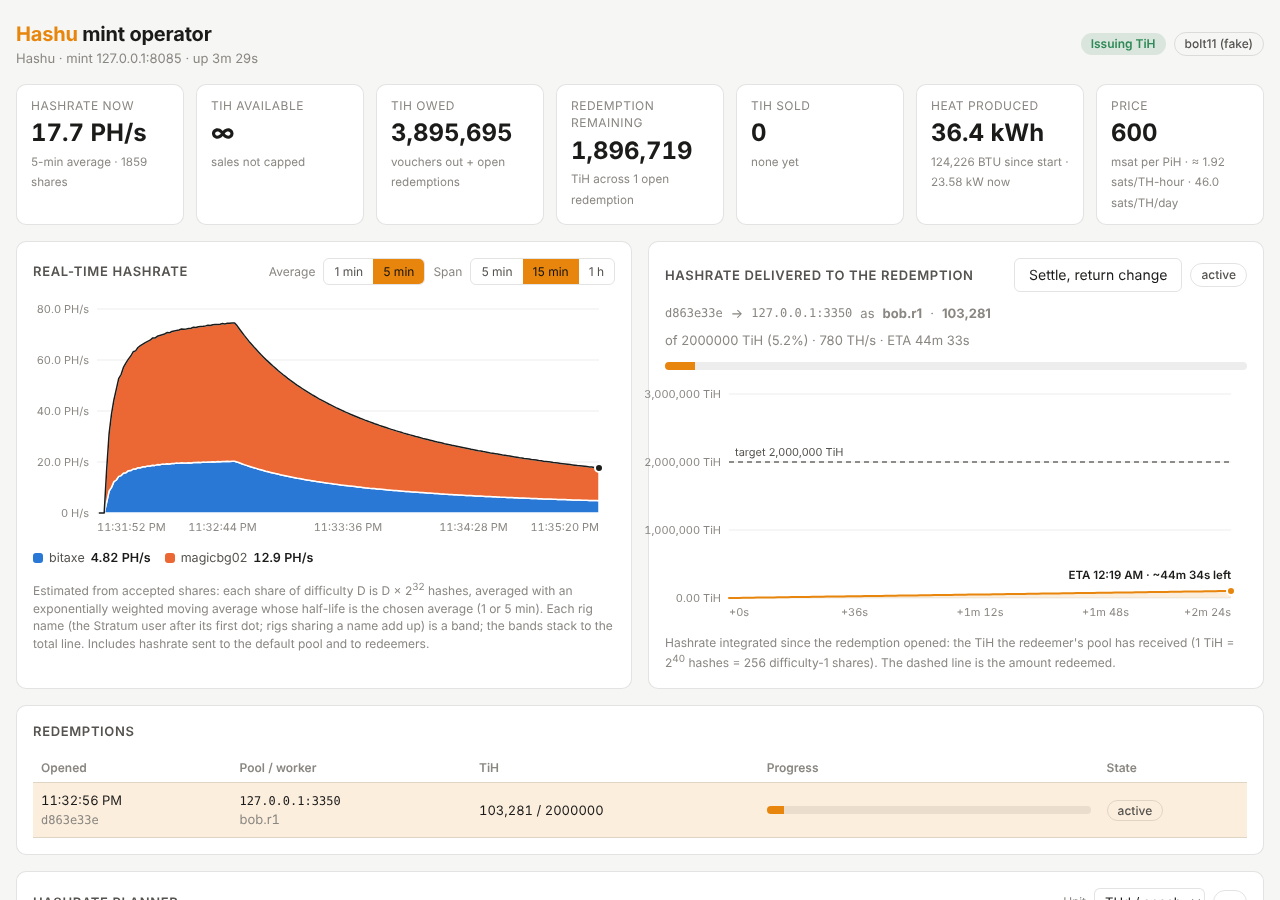 Hashu mint operator
Hashu · mint 127.0.0.1:8085 · up 3m 29s
Issuing TiH
bolt11 (fake)
HASHRATE NOW
17.7 PH/s
5-min average · 1859
shares
TIH AVAILABLE
∞
sales not capped
TIH OWED
3,895,695
vouchers out + open
redemptions
REDEMPTION
REMAINING
1,896,719
TiH across 1 open
redemption
TIH SOLD
0
none yet
HEAT PRODUCED
36.4 kWh
124,226 BTU since start ·
23.58 kW now
PRICE
600
msat per PiH · ≈ 1.92
sats/TH-hour · 46.0
sats/TH/day
REAL-TIME HASHRATE
Average
1 min
5 min
Span
5 min
15 min
1 h
80.0 PH/s
60.0 PH/s
40.0 PH/s
20.0 PH/s
0 H/s
11:31:52 PM
11:32:44 PM
11:33:36 PM
11:34:28 PM
11:35:20 PM
bitaxe 4.82 PH/s
magicbg02 12.9 PH/s
Estimated from accepted shares: each share of difficulty D is D × 2^32 hashes, averaged with an
exponentially weighted moving average whose half-life is the chosen average (1 or 5 min). Each rig
name (the Stratum user after its first dot; rigs sharing a name add up) is a band; the bands stack to the
total line. Includes hashrate sent to the default pool and to redeemers.
HASHRATE DELIVERED TO THE REDEMPTION
Settle, return change
active
d863e33e → 127.0.0.1:3350 as bob.r1 · 103,281
of 2000000 TiH (5.2%) · 780 TH/s · ETA 44m 33s
3,000,000 TiH
target 2,000,000 TiH
2,000,000 TiH
1,000,000 TiH
ETA 12:19 AM · ~44m 34s left
0.00 TiH
+0s
+36s
+1m 12s
+1m 48s
+2m 24s
Hashrate integrated since the redemption opened: the TiH the redeemer's pool has received (1 TiH =
2^40 hashes = 256 difficulty-1 shares). The dashed line is the amount redeemed.
REDEMPTIONS
Opened
Pool / worker
TiH
Progress
State
11:32:56 PM
d863e33e
127.0.0.1:3350
bob.r1
103,281 / 2000000
active
HASHRATE PLANNER
Unit